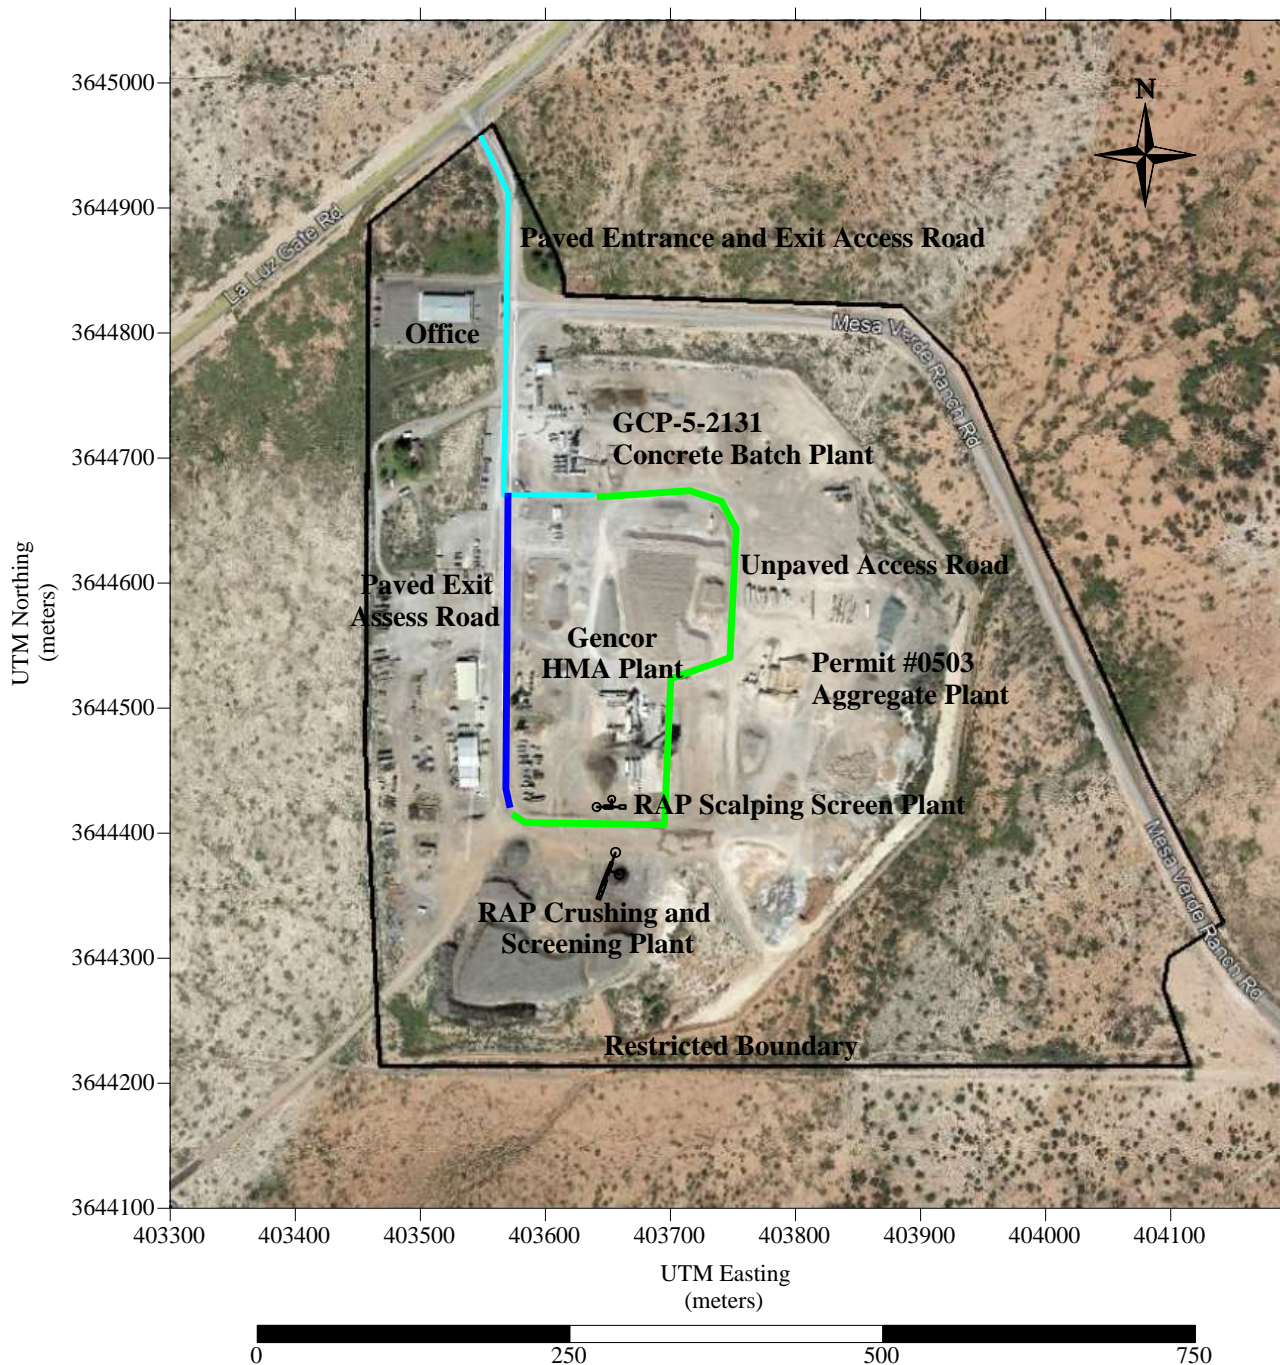 N
3645000
3644900
3644800
3644700
3644600
3644500
3644400
3644300
3644200
3644100
UTM Northing
(meters)
La Luz Gate Rd
Paved Entrance and Exit Access Road
Office
Mesa Verde Ranch Rd
GCP-5-2131
Concrete Batch Plant
Unpaved Access Road
Paved Exit
Assess Road
Gencor
HMA Plant
Permit #0503
Aggregate Plant
RAP Scalping Screen Plant
Mesa Verde Ranch Rd
RAP Crushing and
Screening Plant
Restricted Boundary
403300 403400 403500 403600 403700 403800 403900 404000 404100
UTM Easting
(meters)
0 250 500 750